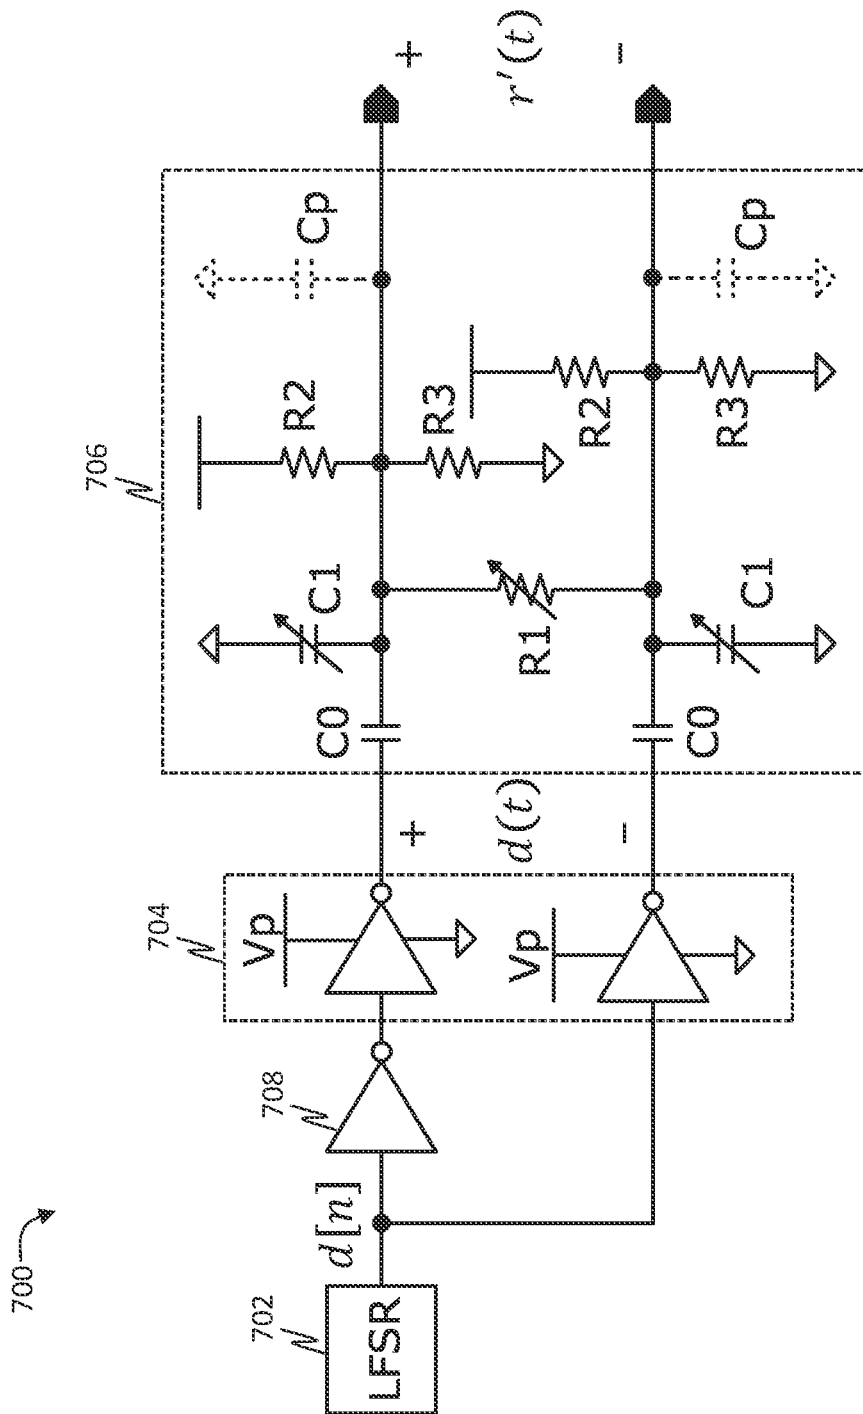 700
702
LFSR
d[n]
708
704
Vp
Vp
+
d(t)
−
706
C0
C0
C1
R1
C1
R2
R3
R2
R3
Cp
Cp
+
r'(t)
−